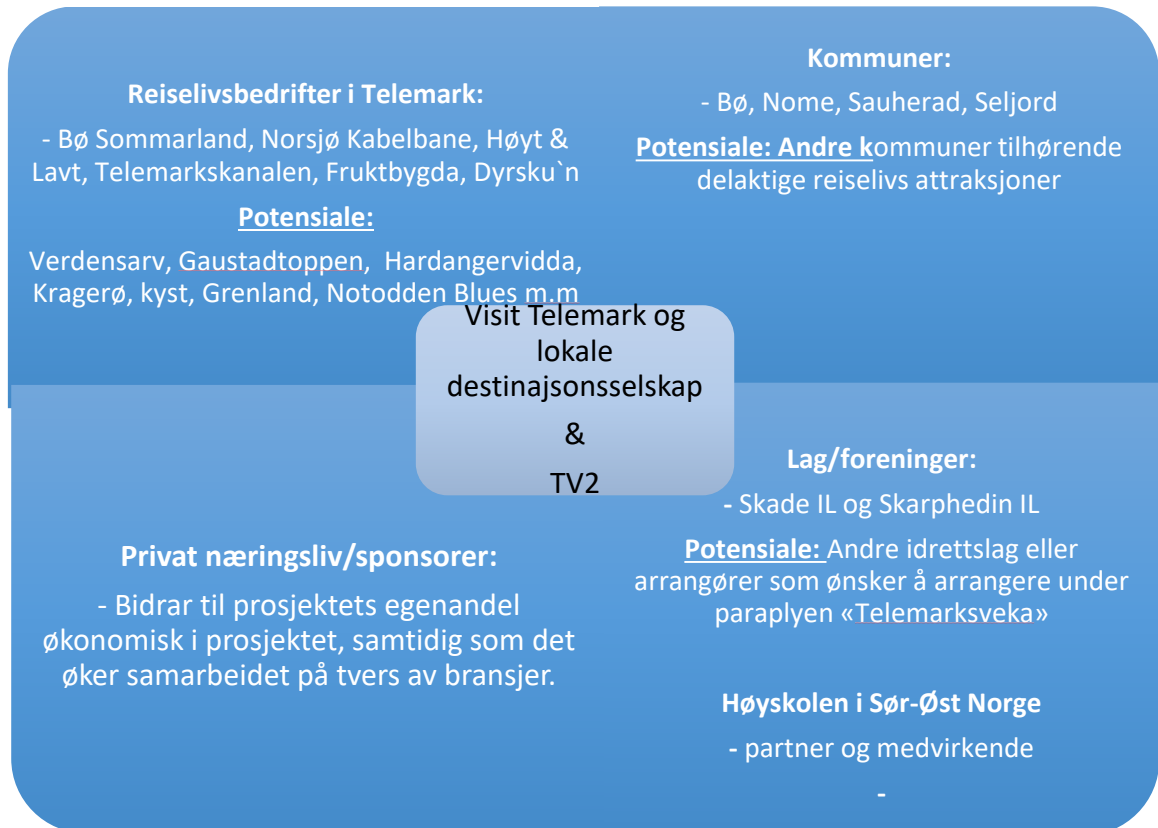 Reiselivsbedrifter i Telemark:
- Bø Sommarland, Norsjø Kabelbane, Høyt &
Lavt, Telemarkskanalen, Fruktbygda, Dyrsku`n
Potensiale:
Verdensarv, Gaustadtoppen, Hardangervidda,
Kragerø, kyst, Grenland, Notodden Blues m.m
Kommuner:
- Bø, Nome, Sauherad, Seljord
Potensiale: Andre kommuner tilhørende
delaktige reiselivs attraksjoner
Visit Telemark og
lokale
destinajsonsselskap
&
TV2
Privat næringsliv/sponsorer:
- Bidrar til prosjektets egenandel
økonomisk i prosjektet, samtidig som det
øker samarbeidet på tvers av bransjer.
Lag/foreninger:
- Skade IL og Skarphedin IL
Potensiale: Andre idrettslag eller
arrangører som ønsker å arrangere under
paraplyen «Telemarksveka»
Høyskolen i Sør-Øst Norge
- partner og medvirkende
-